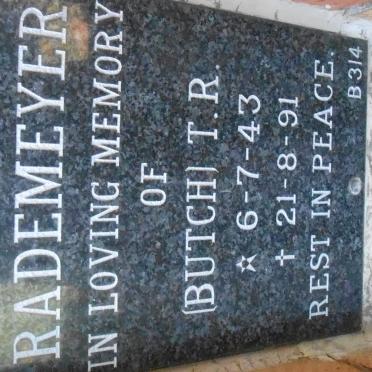 RADEMEYER
IN LOVING MEMORY
OF
(BUTCH) T.R.
☆ 6-7-43
✝ 21-8-91
REST IN PEACE.
B314